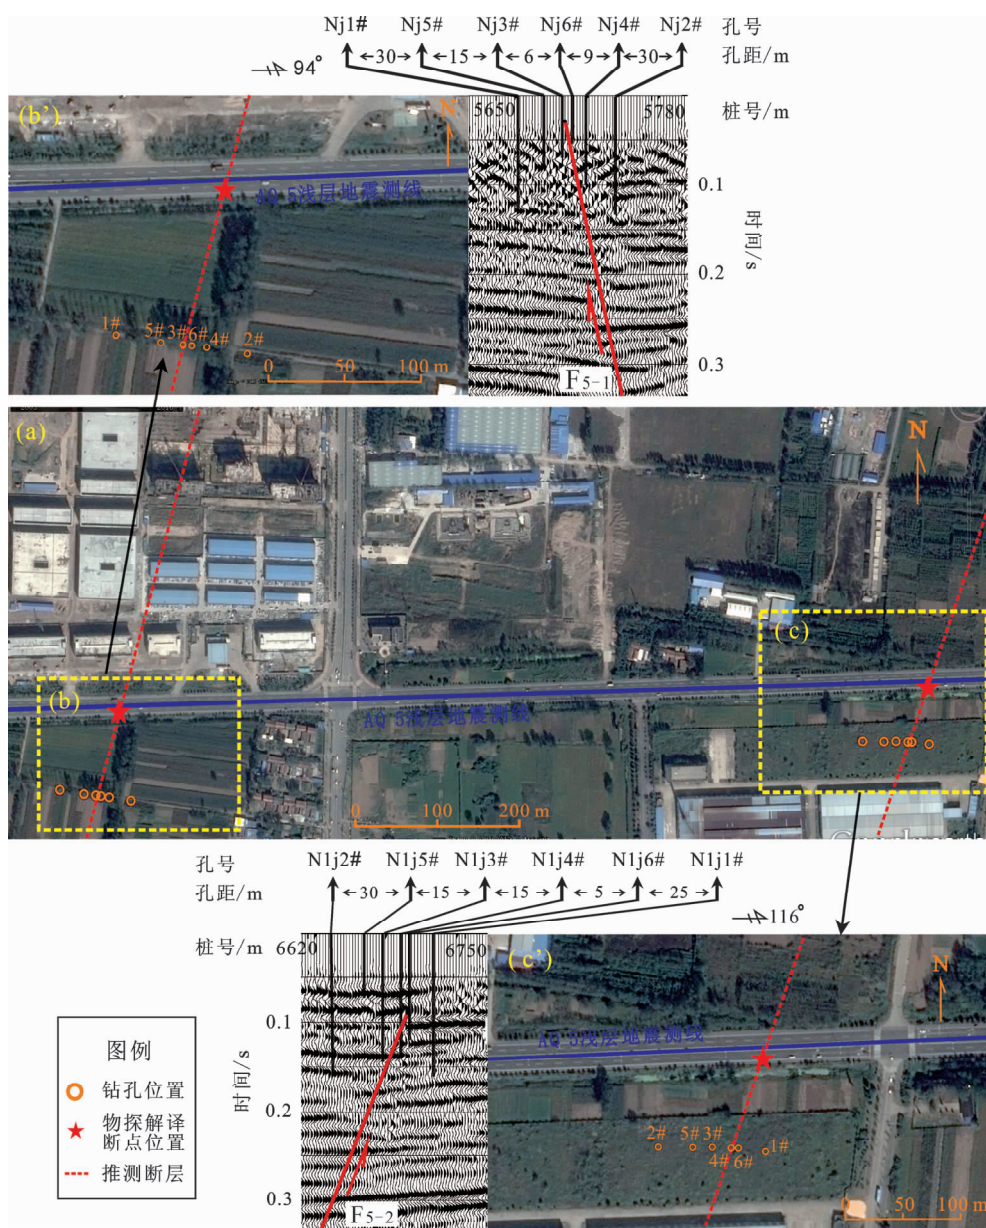 Nj1# Nj5# Nj3# Nj6# Nj4# Nj2# 孔号
94° 30 15 6 9 30 孔距/m
(b') N 5650 5780 桩号/m
AQ 5浅层地震测线 0.1
时间/s
0.2
1# 5# 3# 6# 4# 2#
0 50 100 m
0.3
F5-1
(a) N
(c)
(b)
AQ 5浅层地震测线
0 100 200 m
孔号 N1j2# N1j5# N1j3# N1j4# N1j6# N1j1#
孔距/m 30 15 15 5 25 116°
桩号/m 6620 6750 (c') N
0.1 AQ 5浅层地震测线
时间/s
0.2
2# 5# 3# 1#
4# 6#
0.3 0 50 100 m
F5-2
图例
钻孔位置
物探解译
断点位置
推测断层